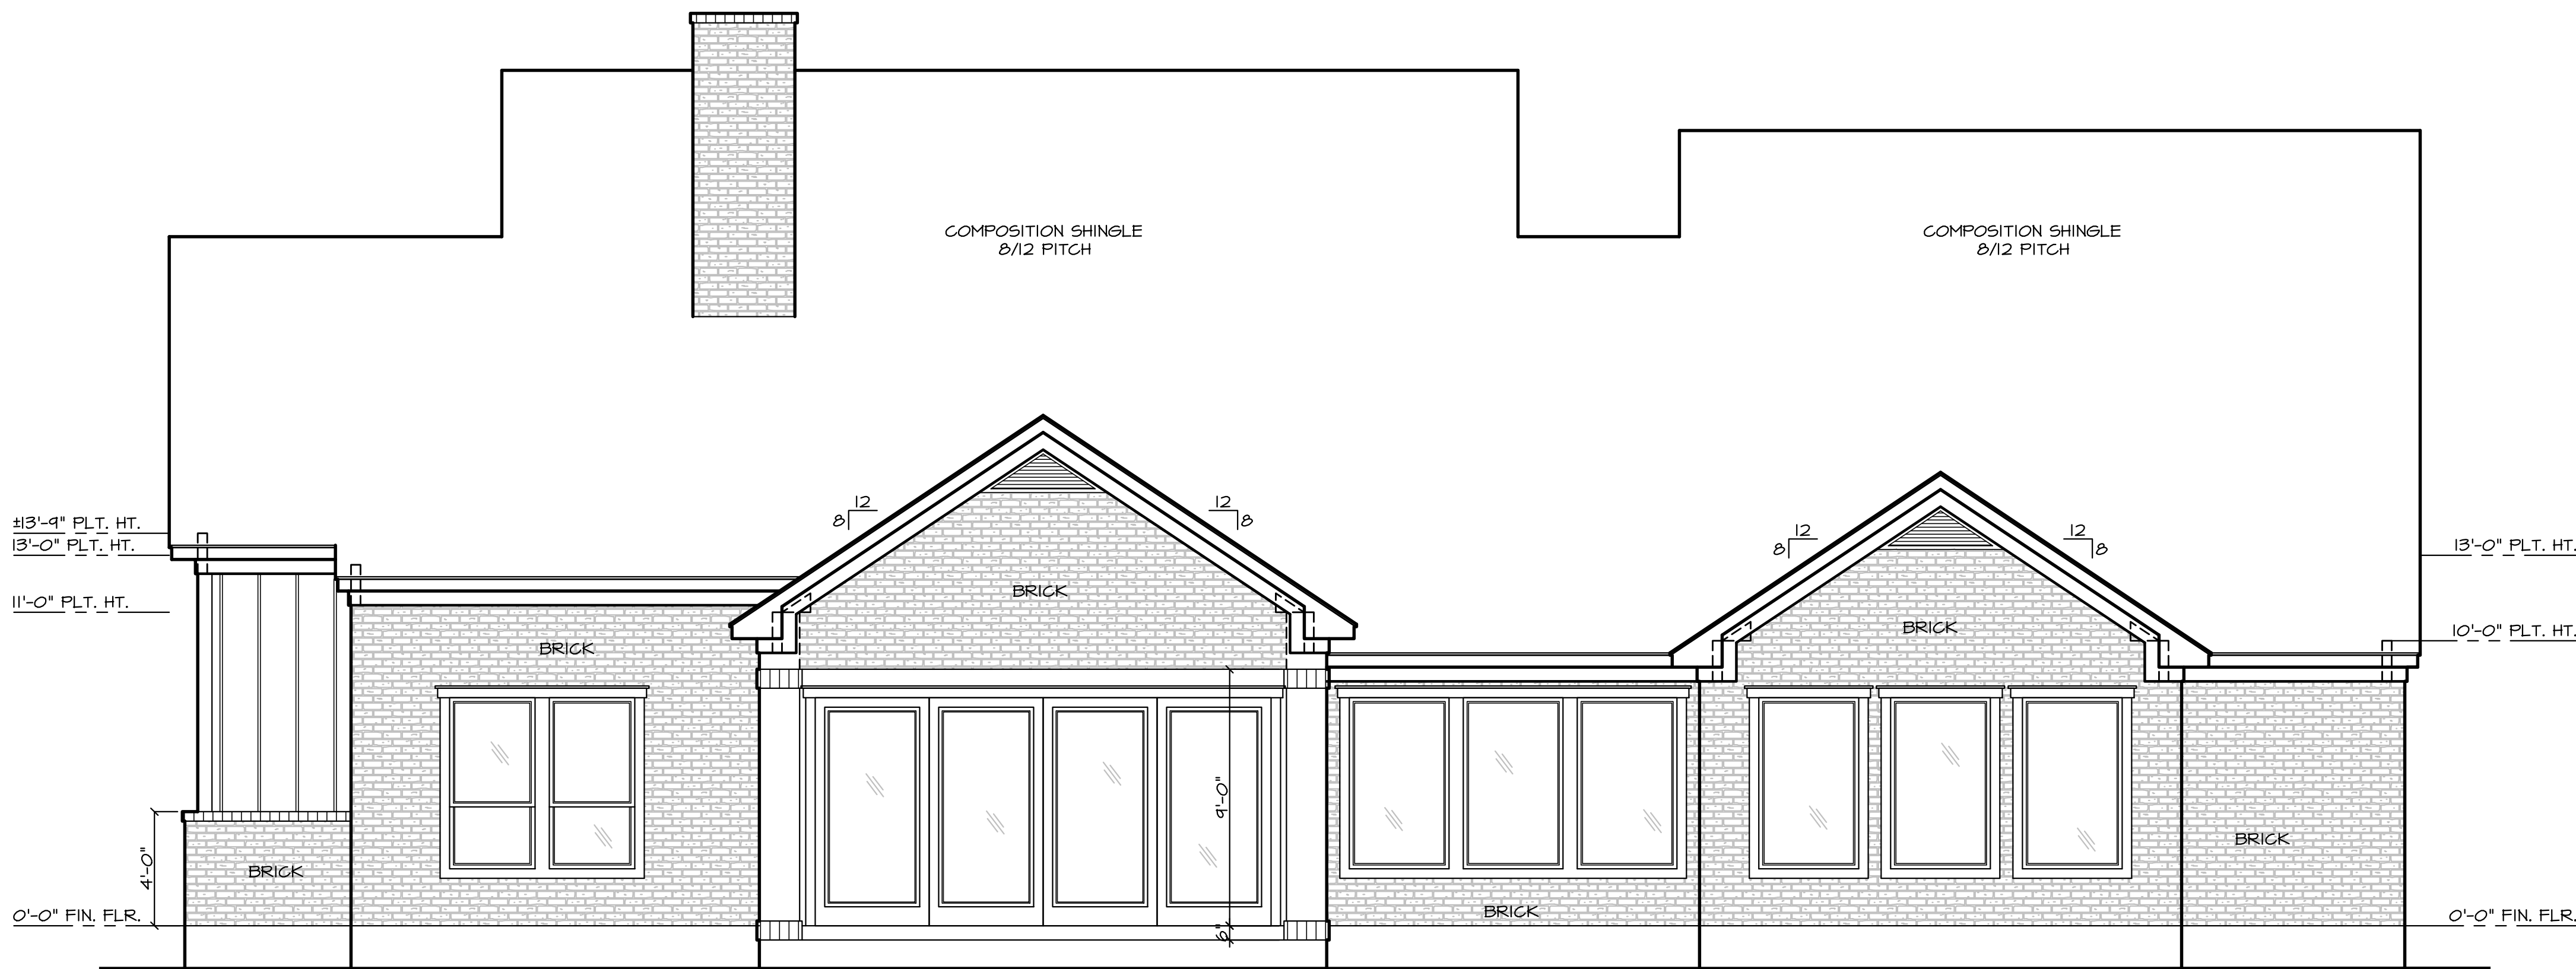 COMPOSITION SHINGLE
8/12 PITCH
COMPOSITION SHINGLE
8/12 PITCH
12
8
12
8
12
8
12
8
±13'-9" PLT. HT.
13'-0" PLT. HT.
11'-0" PLT. HT.
13'-0" PLT. HT.
10'-0" PLT. HT.
BRICK
BRICK
BRICK
9'-0"
BRICK
4'-0"
BRICK
BRICK
0'-0" FIN. FLR.
6"
0'-0" FIN. FLR.